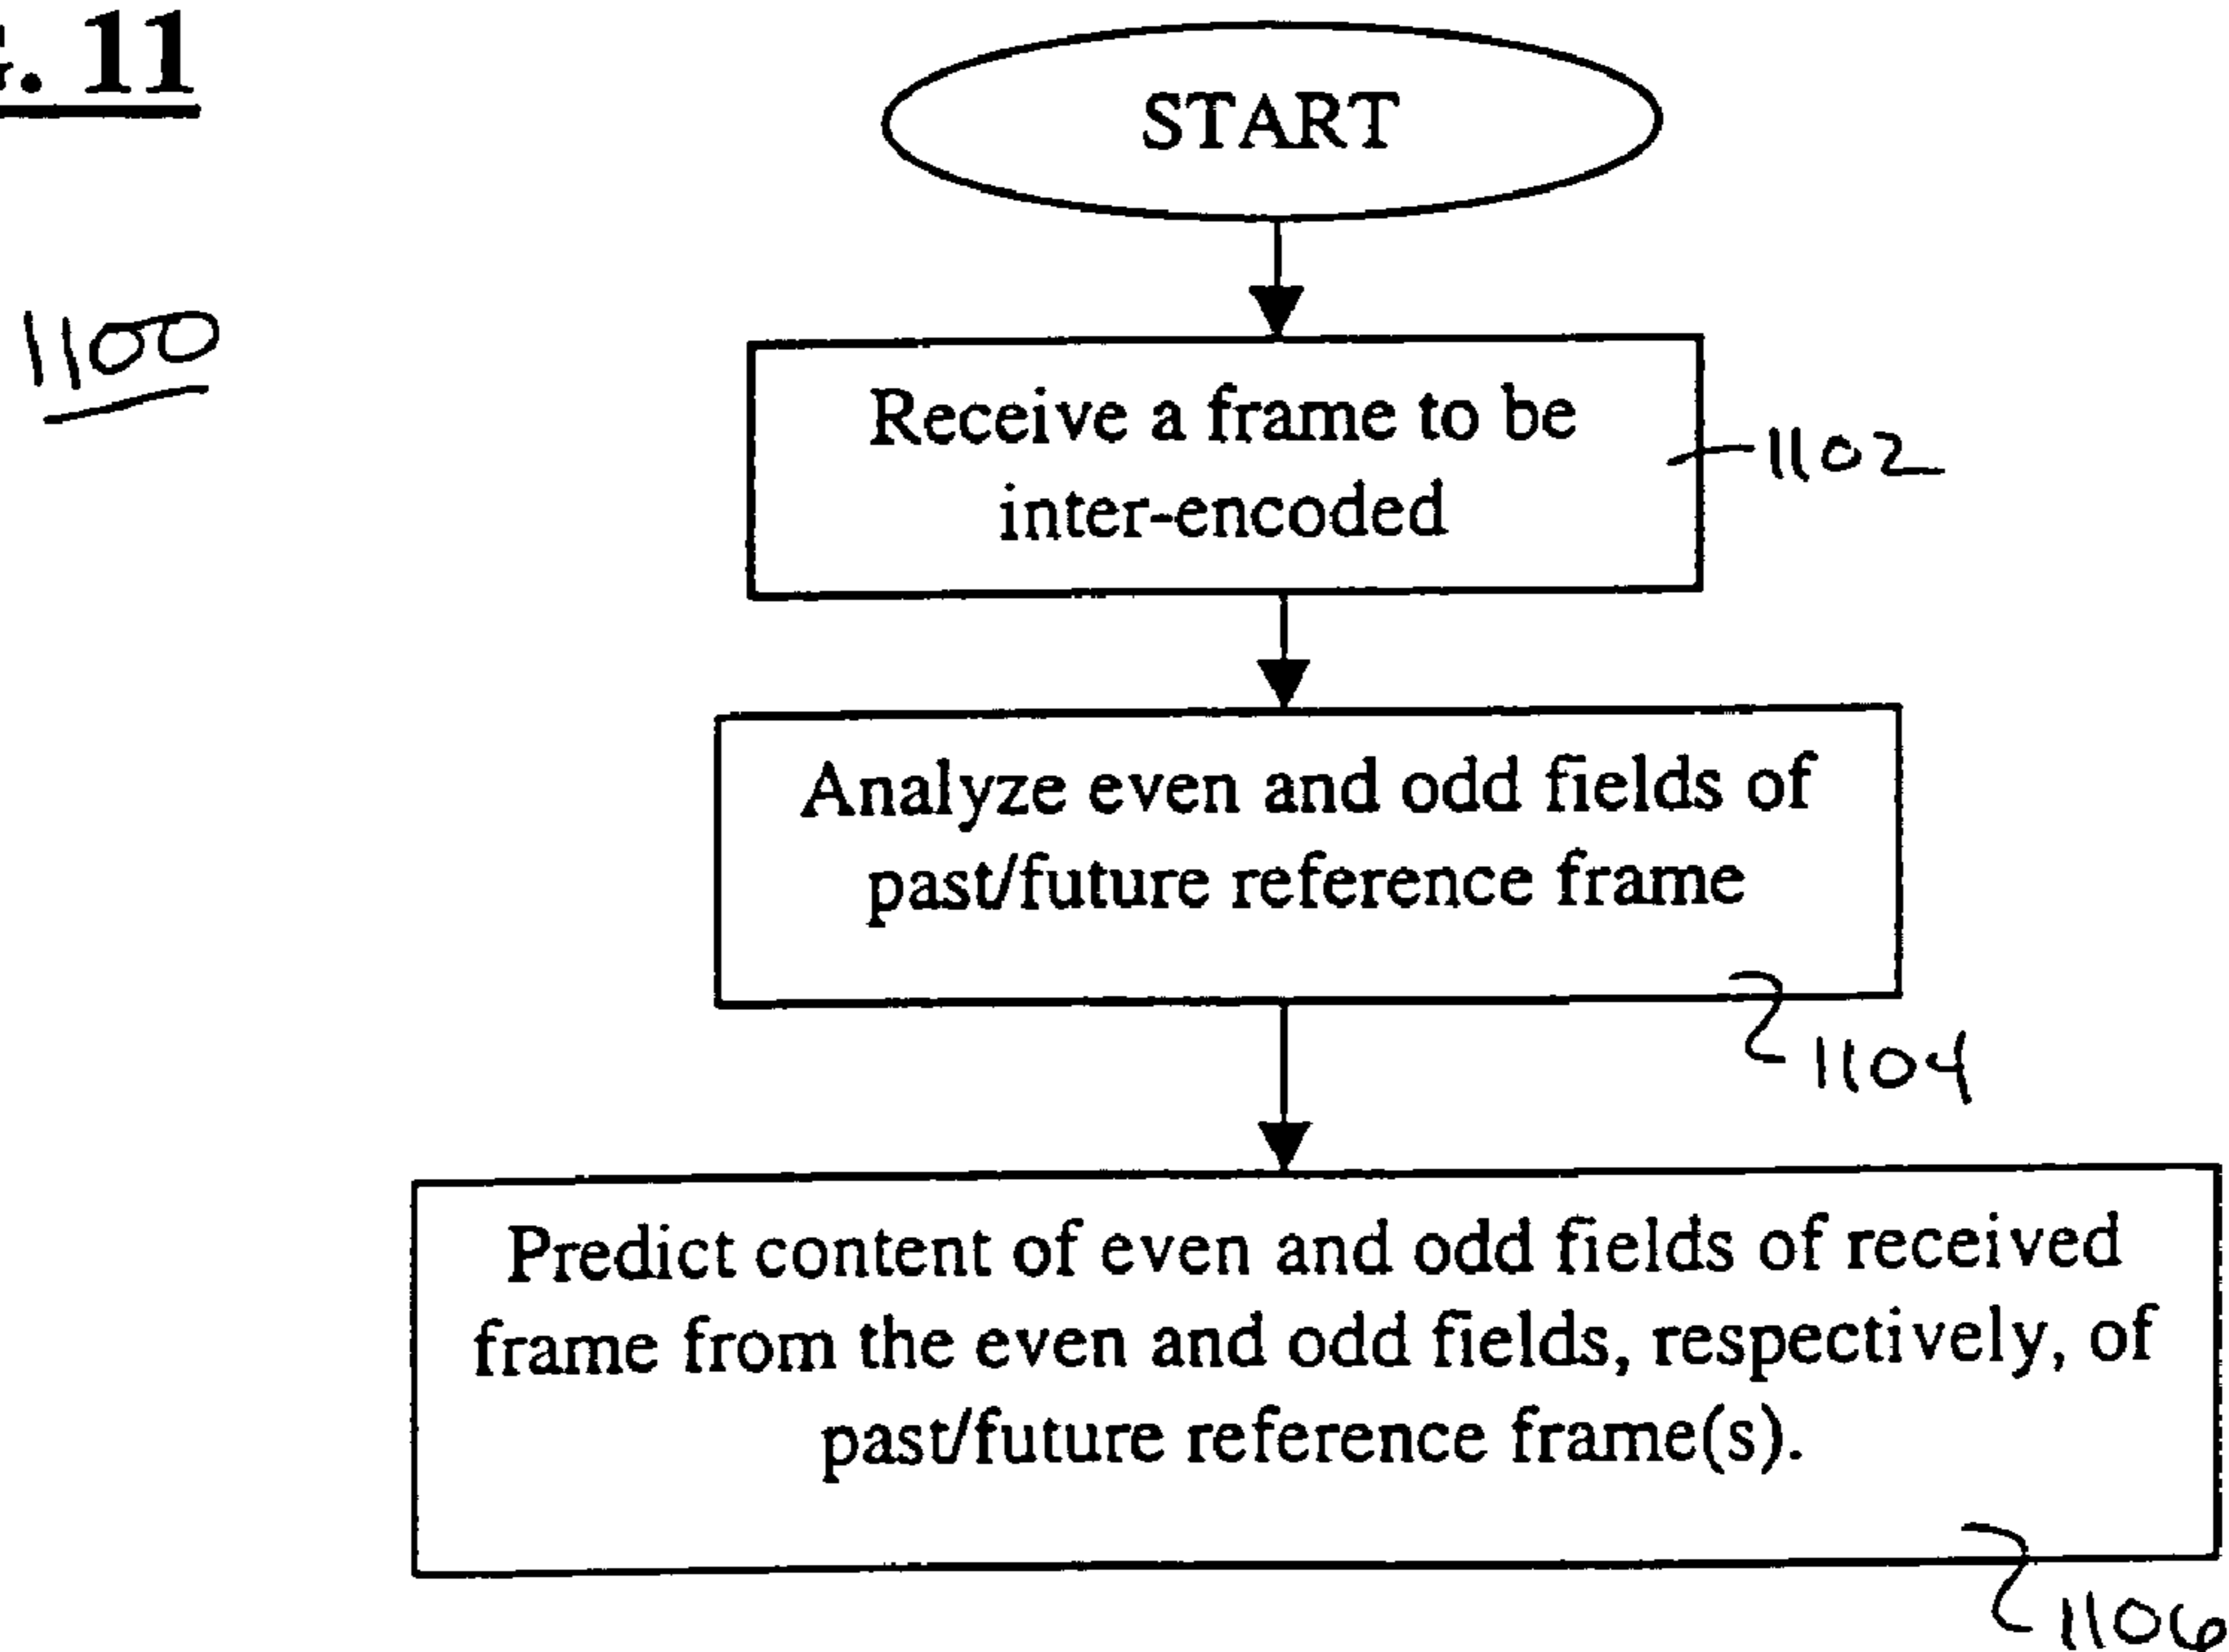 . 11
START
1100
Receive a frame to be
inter-encoded
1102
Analyze even and odd fields of
past/future reference frame
1104
Predict content of even and odd fields of received
frame from the even and odd fields, respectively, of
past/future reference frame(s).
1106